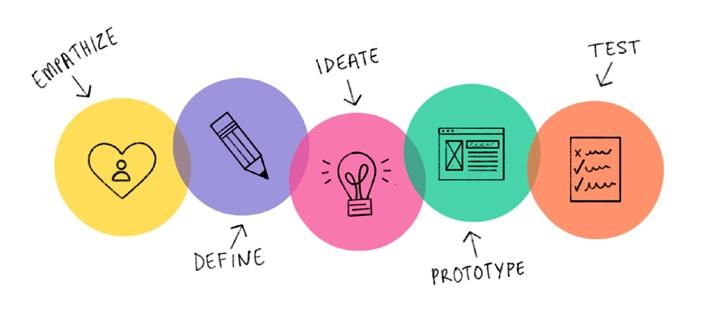 EMPATHIZE
DEFINE
IDEATE
PROTOTYPE
TEST